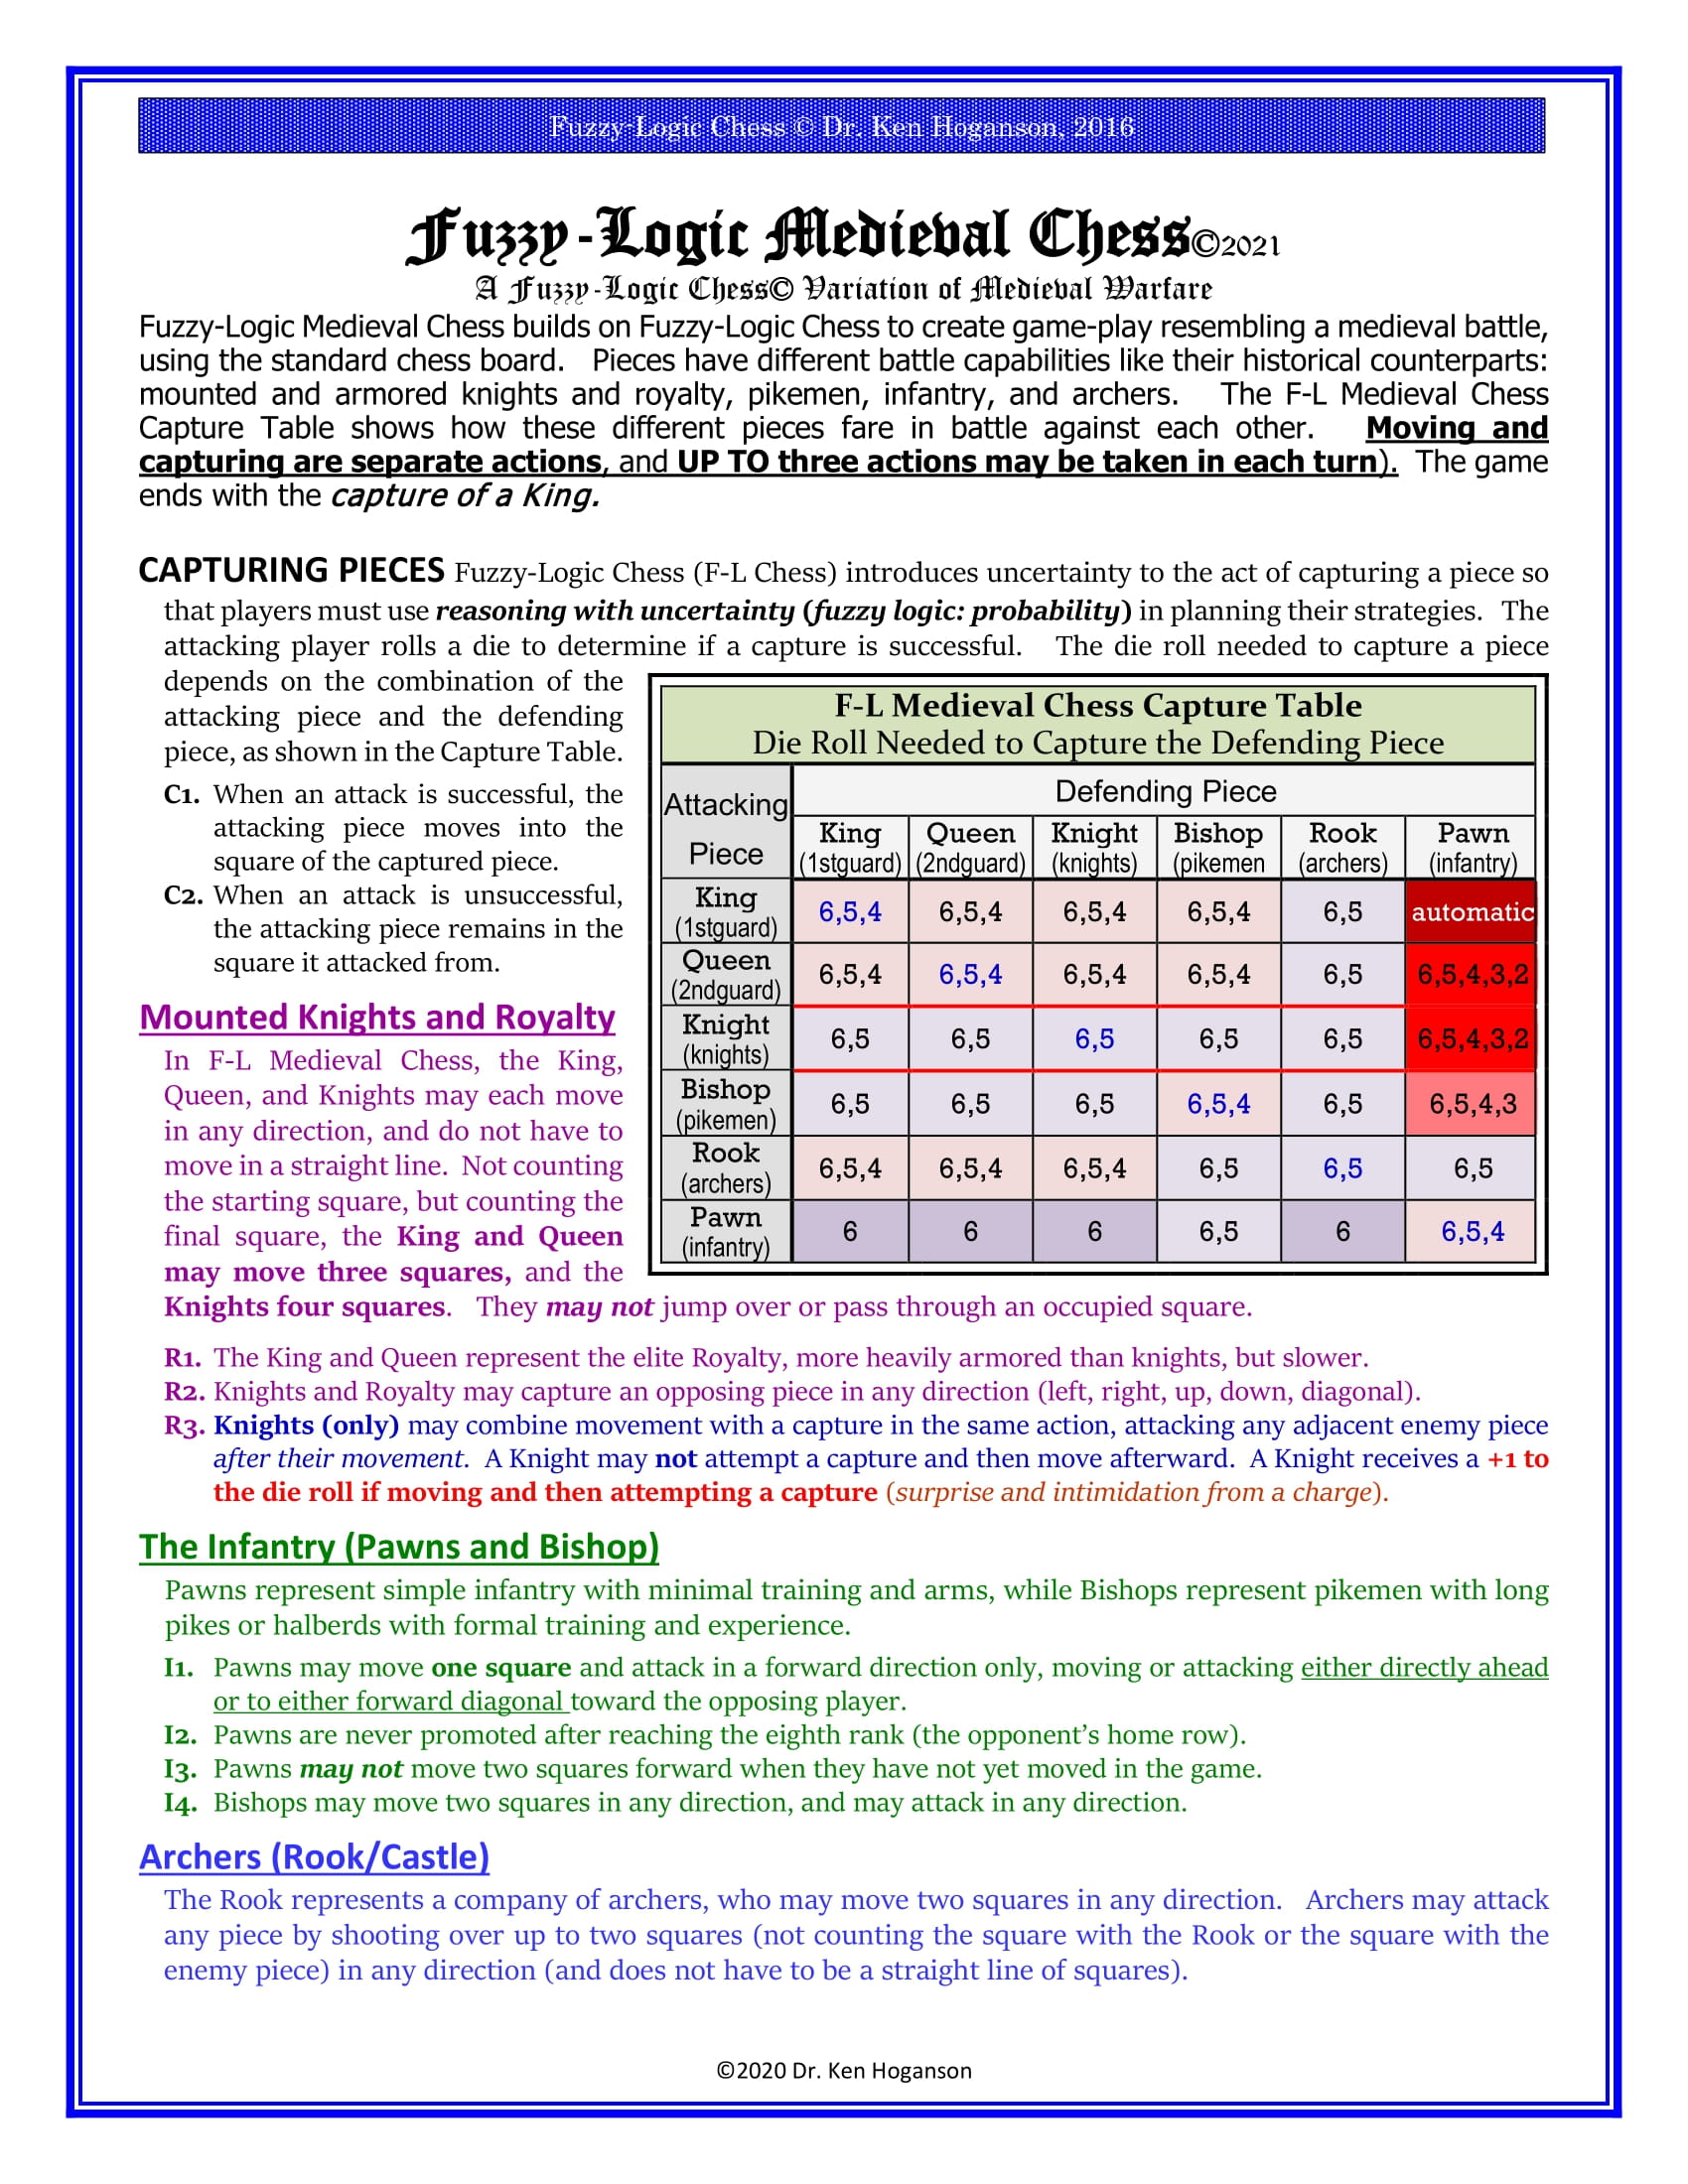 Fuzzy-Logic Chess © Dr. Ken Hoganson, 2016
Fuzzy-Logic Medieval Chess©2021
A Fuzzy-Logic Chess© Variation of Medieval Warfare
Fuzzy-Logic Medieval Chess builds on Fuzzy-Logic Chess to create game-play resembling a medieval battle,
using the standard chess board. Pieces have different battle capabilities like their historical counterparts:
mounted and armored knights and royalty, pikemen, infantry, and archers. The F-L Medieval Chess
Capture Table shows how these different pieces fare in battle against each other. Moving and
capturing are separate actions, and UP TO three actions may be taken in each turn). The game
ends with the capture of a King.
CAPTURING PIECES Fuzzy-Logic Chess (F-L Chess) introduces uncertainty to the act of capturing a piece so
that players must use reasoning with uncertainty (fuzzy logic: probability) in planning their strategies. The
attacking player rolls a die to determine if a capture is successful. The die roll needed to capture a piece
depends on the combination of the
attacking piece and the defending
piece, as shown in the Capture Table.
C1. When an attack is successful, the
attacking piece moves into the
square of the captured piece.
C2. When an attack is unsuccessful,
the attacking piece remains in the
square it attacked from.
F-L Medieval Chess Capture Table
Die Roll Needed to Capture the Defending Piece
Attacking Piece
Defending Piece
King (1stguard) Queen (2ndguard) Knight (knights) Bishop (pikemen Rook (archers) Pawn (infantry)
King (1stguard) 6,5,4 6,5,4 6,5,4 6,5,4 6,5 automatic
Queen (2ndguard) 6,5,4 6,5,4 6,5,4 6,5,4 6,5 6,5,4,3,2
Knight (knights) 6,5 6,5 6,5 6,5 6,5 6,5,4,3,2
Bishop (pikemen) 6,5 6,5 6,5 6,5,4 6,5 6,5,4,3
Rook (archers) 6,5,4 6,5,4 6,5,4 6,5 6,5 6,5
Pawn (infantry) 6 6 6 6,5 6 6,5,4
Mounted Knights and Royalty
In F-L Medieval Chess, the King,
Queen, and Knights may each move
in any direction, and do not have to
move in a straight line. Not counting
the starting square, but counting the
final square, the King and Queen
may move three squares, and the
Knights four squares. They may not jump over or pass through an occupied square.
R1. The King and Queen represent the elite Royalty, more heavily armored than knights, but slower.
R2. Knights and Royalty may capture an opposing piece in any direction (left, right, up, down, diagonal).
R3. Knights (only) may combine movement with a capture in the same action, attacking any adjacent enemy piece
after their movement. A Knight may not attempt a capture and then move afterward. A Knight receives a +1 to
the die roll if moving and then attempting a capture (surprise and intimidation from a charge).
The Infantry (Pawns and Bishop)
Pawns represent simple infantry with minimal training and arms, while Bishops represent pikemen with long
pikes or halberds with formal training and experience.
I1. Pawns may move one square and attack in a forward direction only, moving or attacking either directly ahead
or to either forward diagonal toward the opposing player.
I2. Pawns are never promoted after reaching the eighth rank (the opponent's home row).
I3. Pawns may not move two squares forward when they have not yet moved in the game.
I4. Bishops may move two squares in any direction, and may attack in any direction.
Archers (Rook/Castle)
The Rook represents a company of archers, who may move two squares in any direction. Archers may attack
any piece by shooting over up to two squares (not counting the square with the Rook or the square with the
enemy piece) in any direction (and does not have to be a straight line of squares).
©2020 Dr. Ken Hoganson